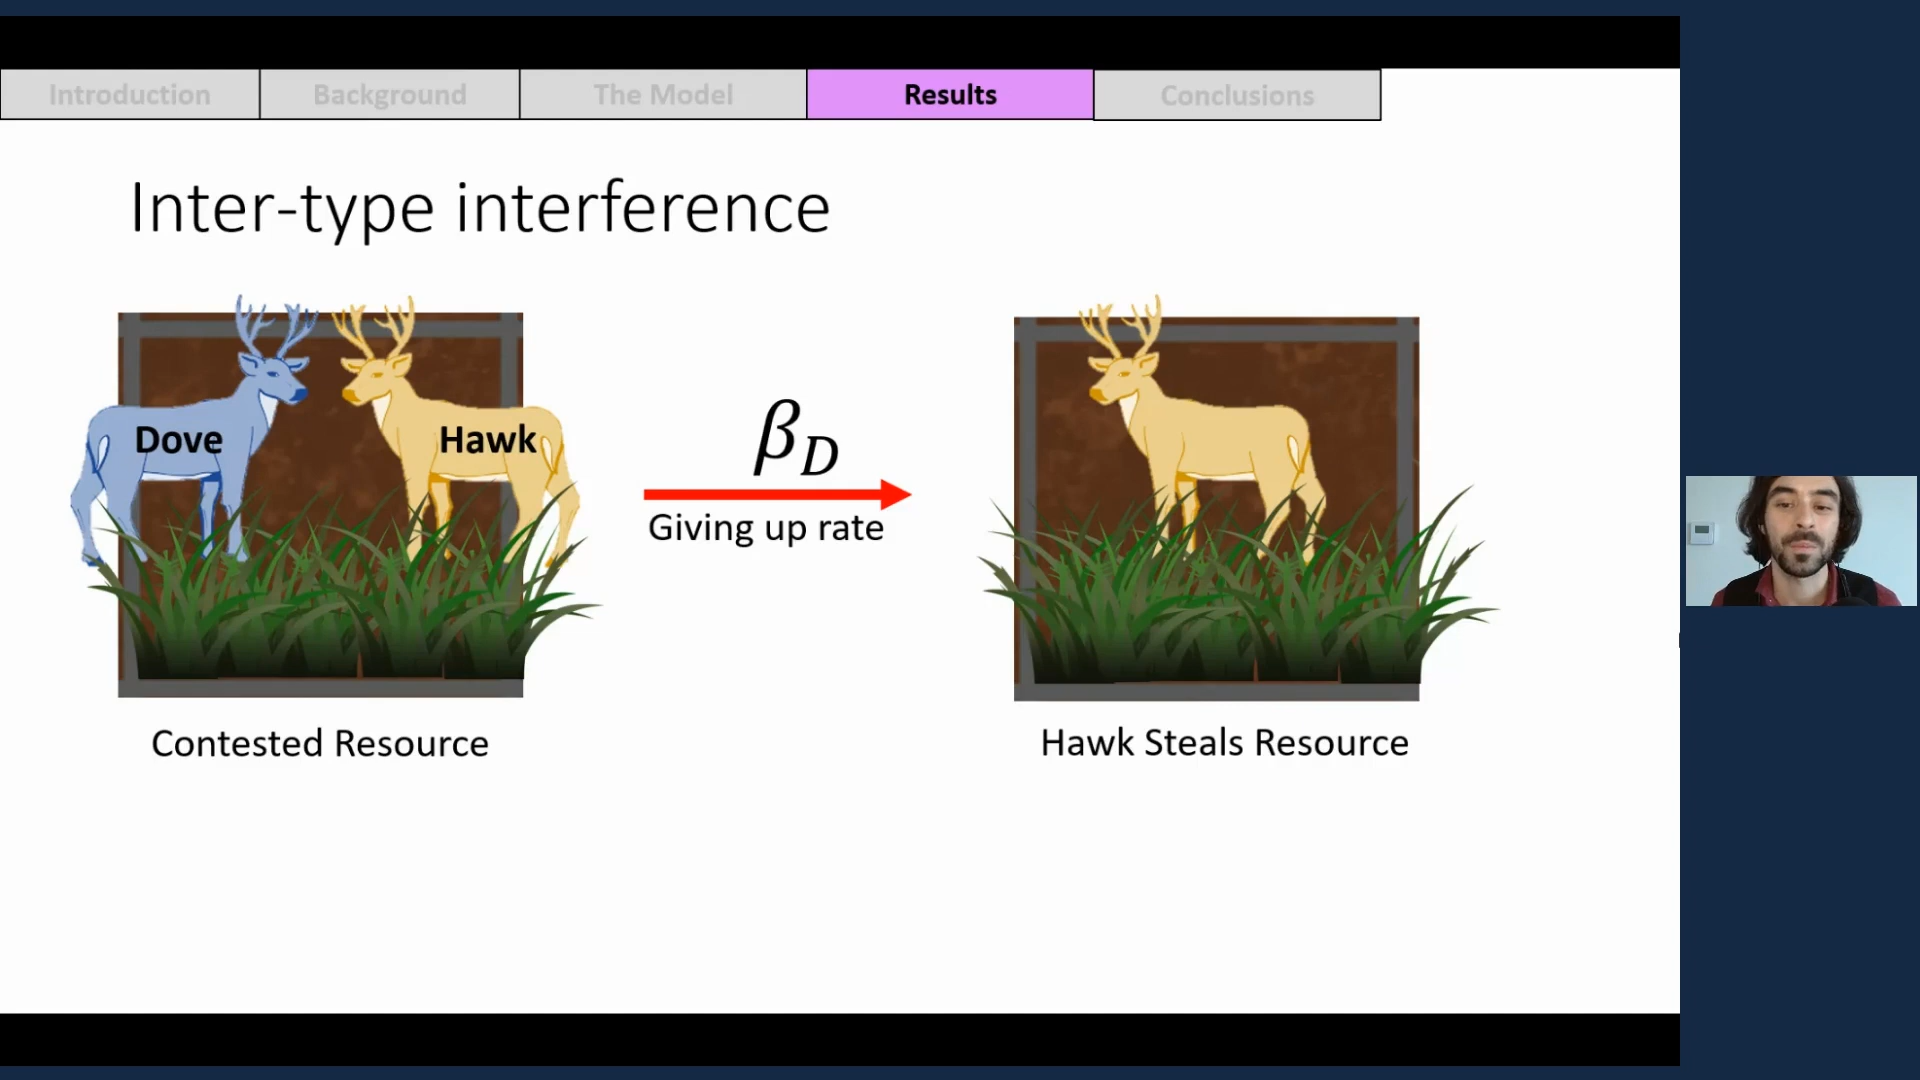 Introduction
Background
The Model
Results
Conclusions
Inter-type interference
Dove
Hawk
β_D
Giving up rate
Contested Resource
Hawk Steals Resource